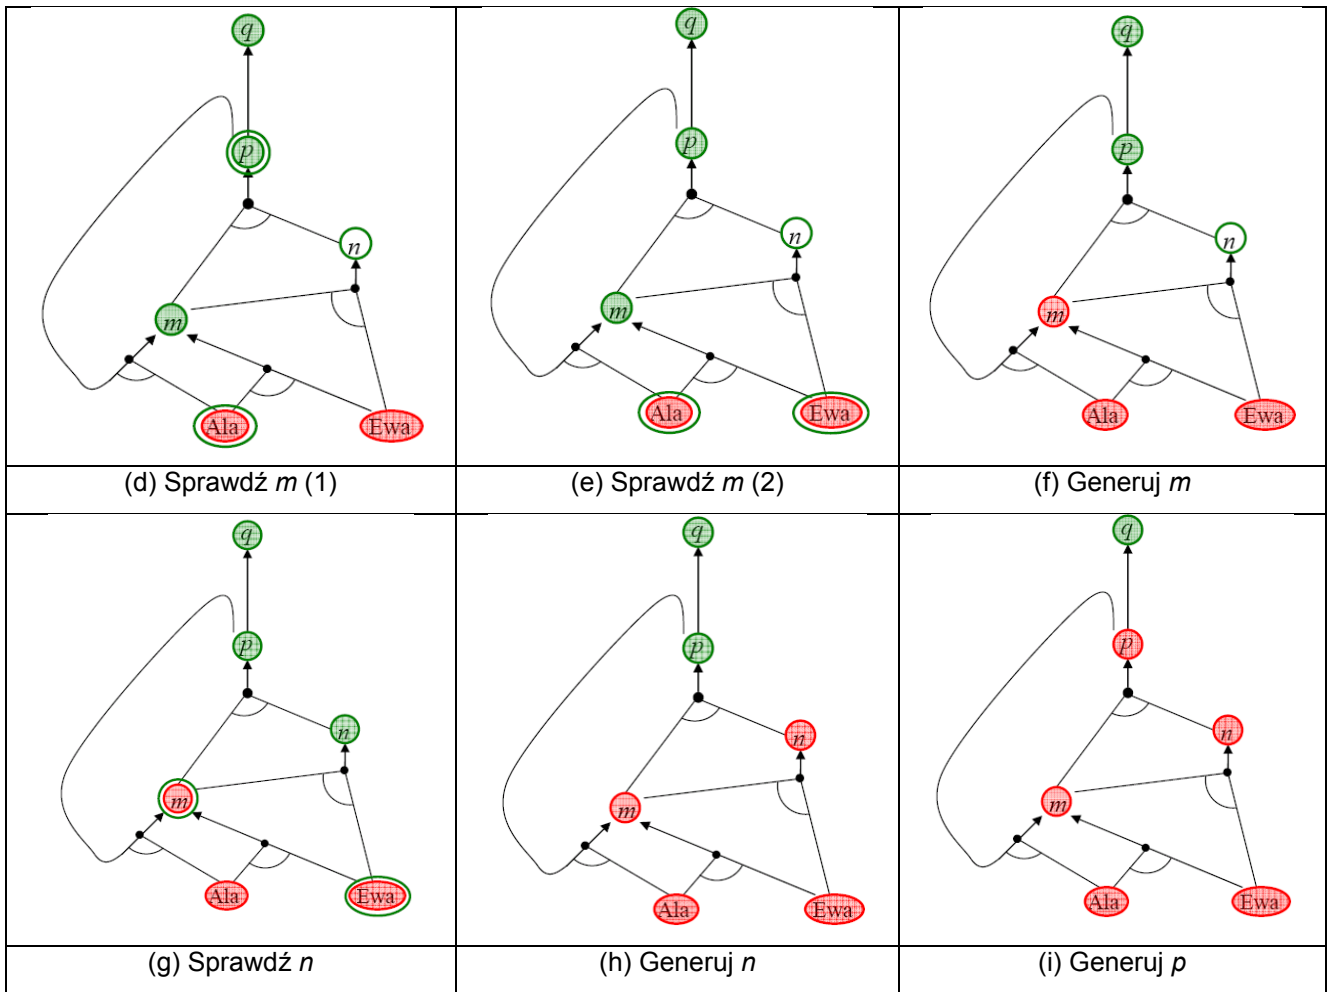 q
q
q
p
p
p
n
n
n
m
m
m
Ala
Ewa
Ala
Ewa
Ala
Ewa
(d) Sprawdź m (1)
(e) Sprawdź m (2)
(f) Generuj m
q
q
q
p
p
p
n
n
n
m
m
m
Ala
Ewa
Ala
Ewa
Ala
Ewa
(g) Sprawdź n
(h) Generuj n
(i) Generuj p